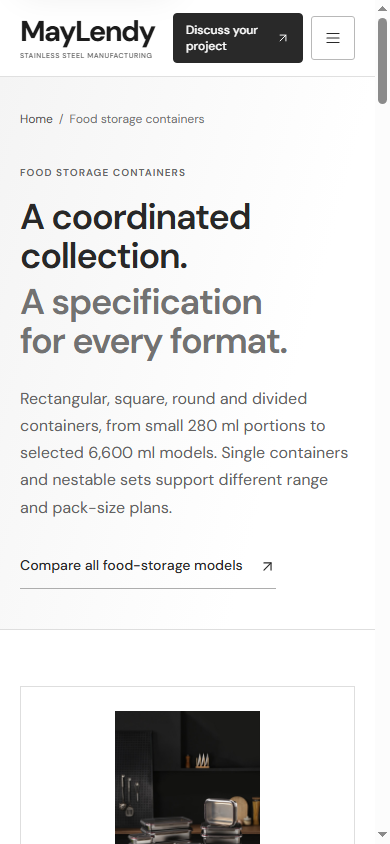 MayLendy
STAINLESS STEEL MANUFACTURING
Discuss your
project
Home / Food storage containers
FOOD STORAGE CONTAINERS
A coordinated
collection.
A specification
for every format.
Rectangular, square, round and divided
containers, from small 280 ml portions to
selected 6,600 ml models. Single containers
and nestable sets support different range
and pack-size plans.
Compare all food-storage models